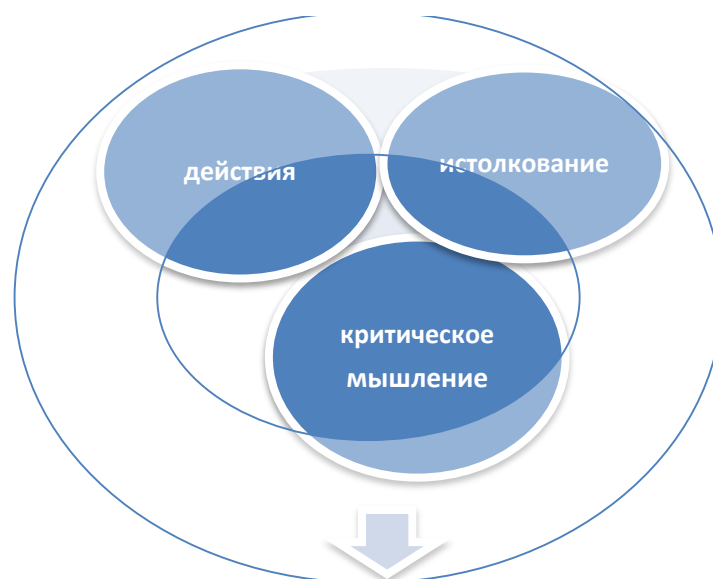 действия
истолкование
критическое
мышление